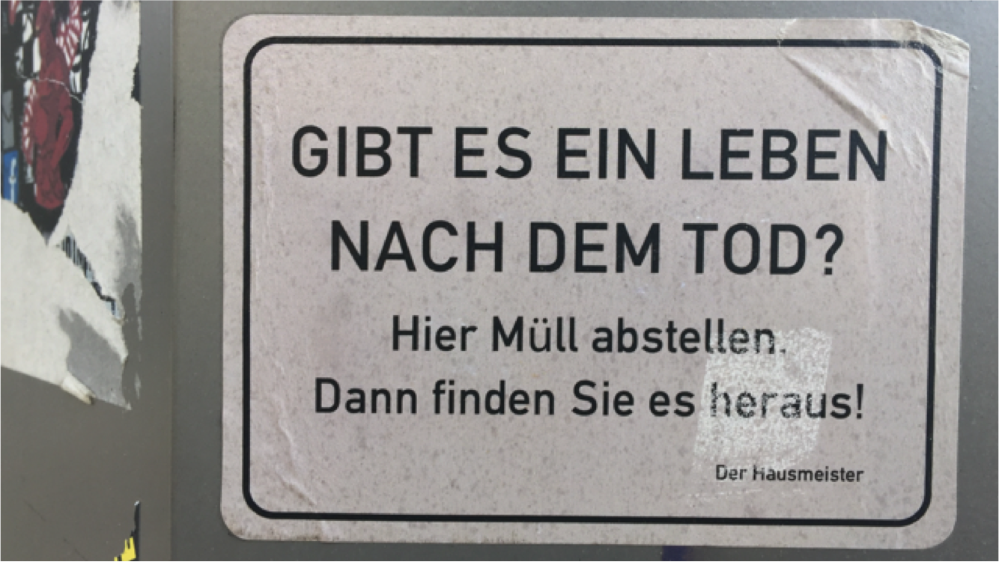 GIBT ES EIN LEBEN
NACH DEM TOD?
Hier Müll abstellen.
Dann finden Sie es heraus!
Der Hausmeister